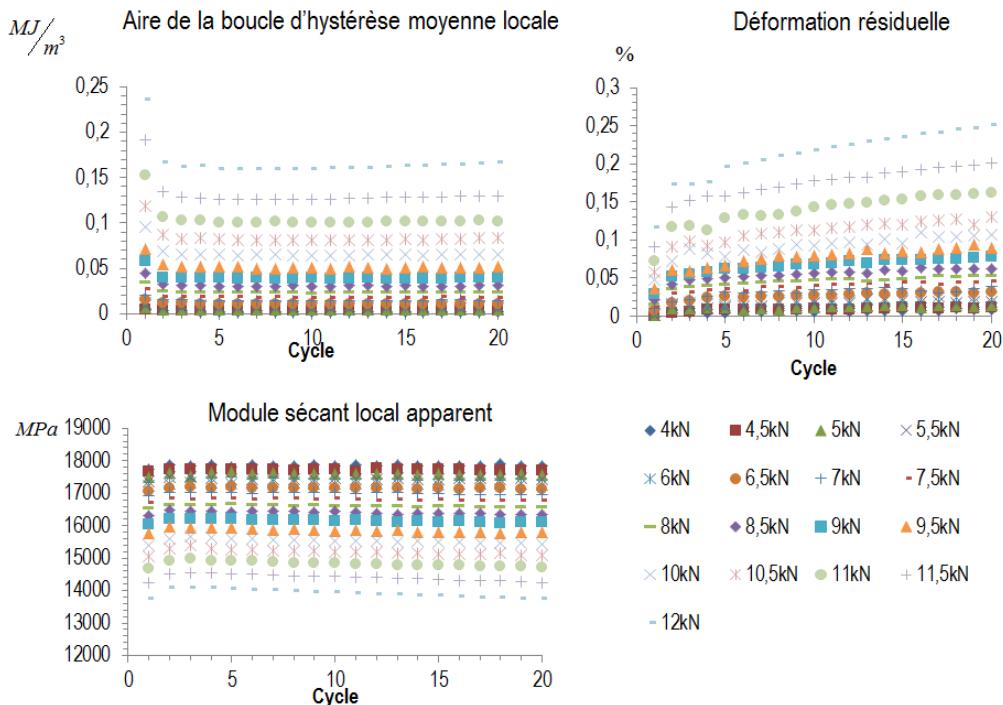 MJ/m³
Aire de la boucle d’hystérèse moyenne locale
0,25
0,2
0,15
0,1
0,05
0
0 5 10 15 20
Cycle
Déformation résiduelle
%
0,3
0,25
0,2
0,15
0,1
0,05
0
0 5 10 15 20
Cycle
Module sécant local apparent
MPa
19000
18000
17000
16000
15000
14000
13000
12000
0 5 10 15 20
Cycle
4kN 4,5kN 5kN 5,5kN
6kN 6,5kN 7kN 7,5kN
8kN 8,5kN 9kN 9,5kN
10kN 10,5kN 11kN 11,5kN
12kN